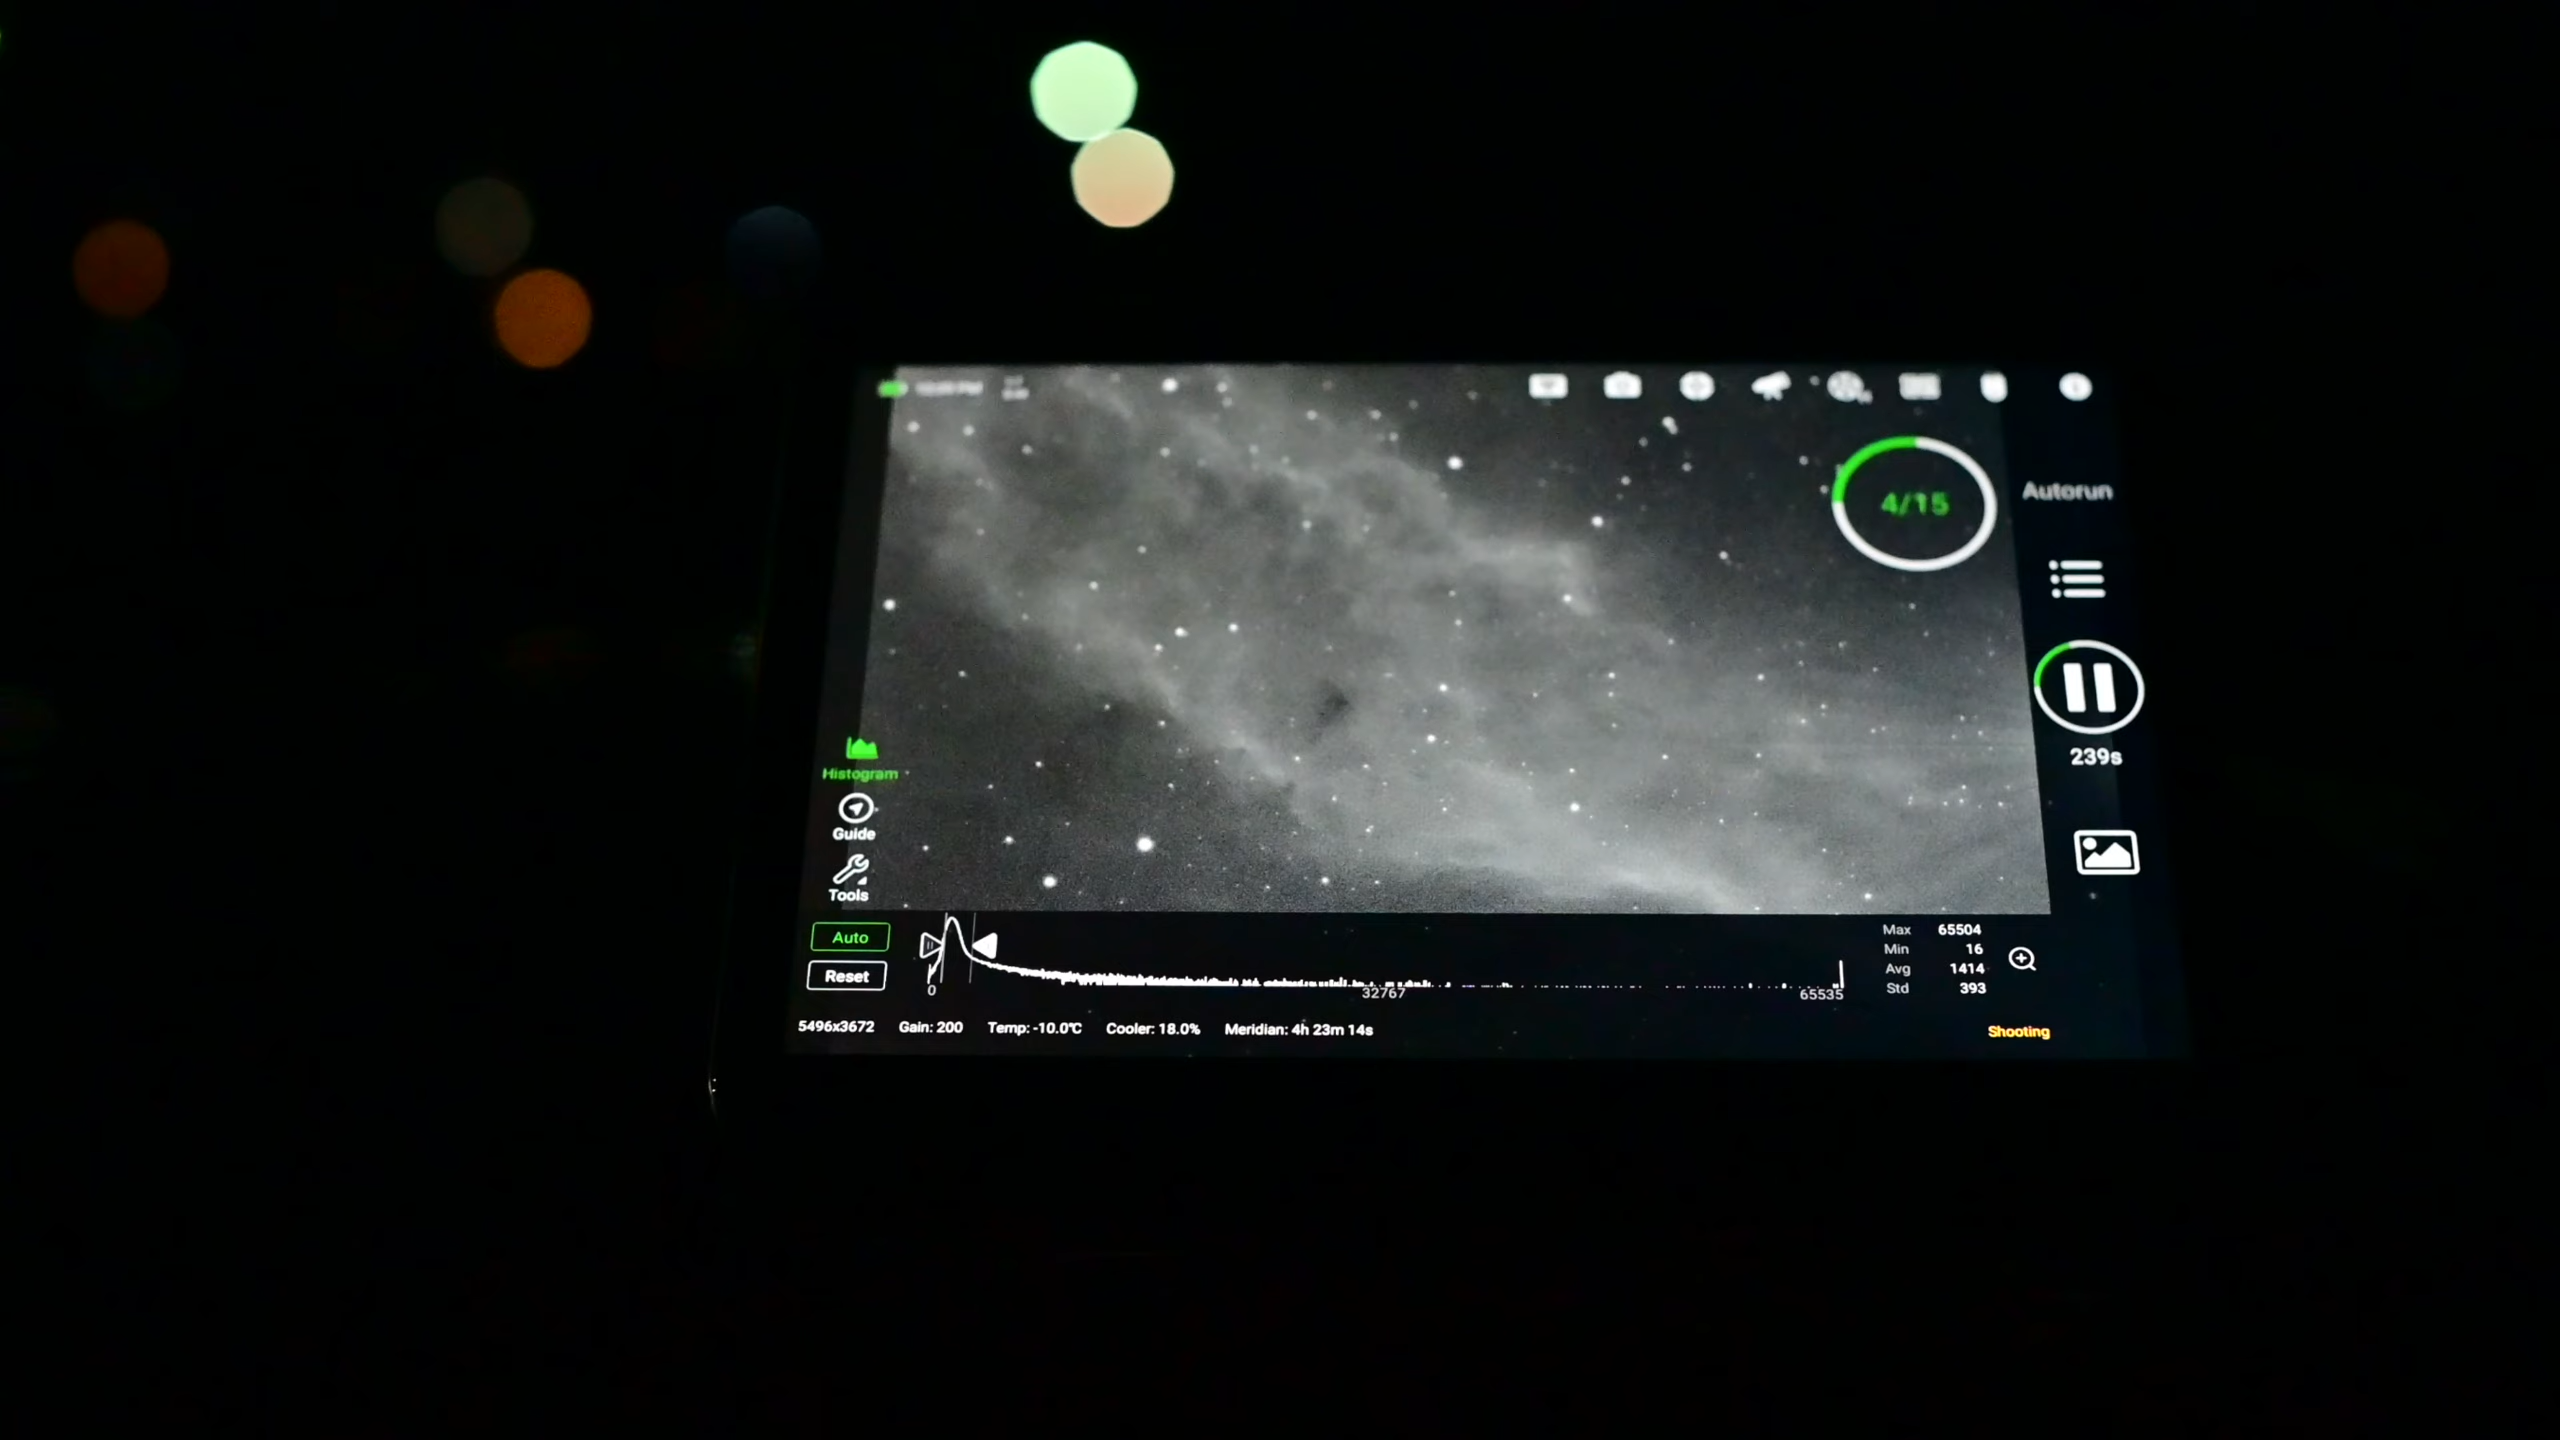 4/15
Autorun
239s
Histogram
Guide
Tools
Auto
Reset
0
32767
65535
Max 65504
Min 16
Avg 1414
Std 393
5496x3672 Gain: 200 Temp: -10.0℃ Cooler: 18.0% Meridian: 4h 23m 14s
Shooting